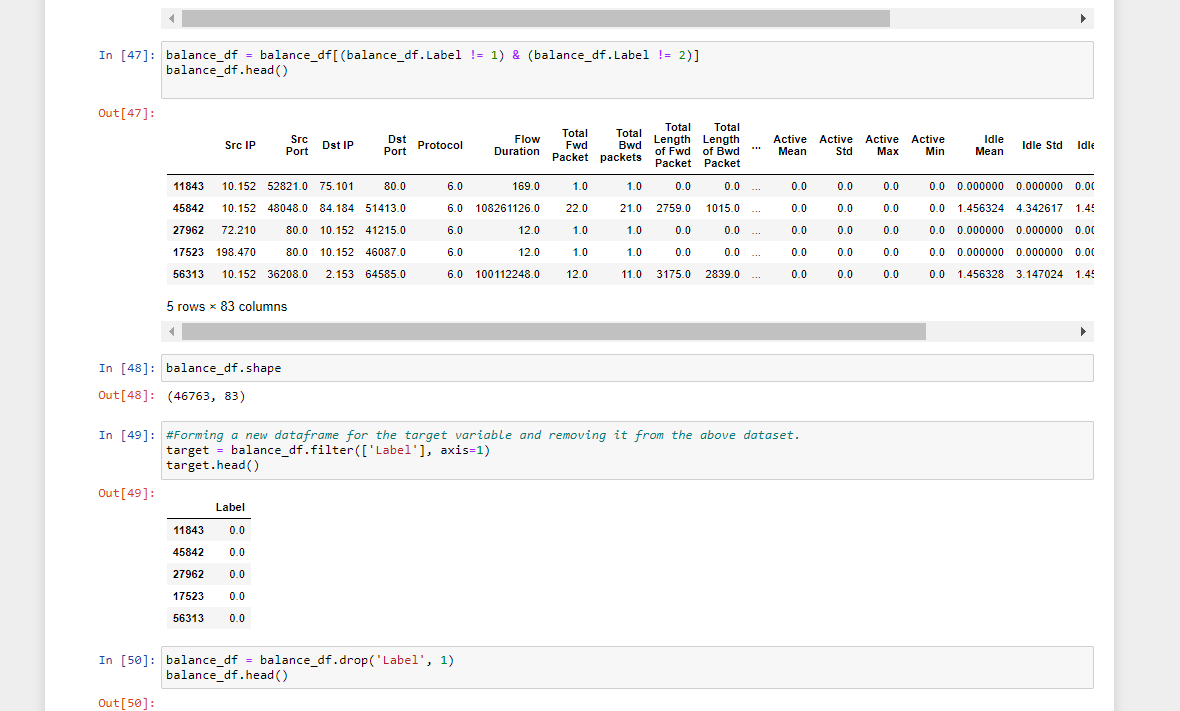 In [47]: balance_df = balance_df[(balance_df.Label != 1) & (balance_df.Label != 2)]
balance_df.head()
Out[47]:
Src IP Src Port Dst IP Dst Port Protocol Flow Duration Total Fwd Packet Total Bwd packets Total Length of Fwd Packet Total Length of Bwd Packet ... Active Mean Active Std Active Max Active Min Idle Mean Idle Std Idle
11843 10.152 52821.0 75.101 80.0 6.0 169.0 1.0 1.0 0.0 0.0 ... 0.0 0.0 0.0 0.0 0.000000 0.000000 0.00
45842 10.152 48048.0 84.184 51413.0 6.0 108261126.0 22.0 21.0 2759.0 1015.0 ... 0.0 0.0 0.0 0.0 1.456324 4.342617 1.45
27962 72.210 80.0 10.152 41215.0 6.0 12.0 1.0 1.0 0.0 0.0 ... 0.0 0.0 0.0 0.0 0.000000 0.000000 0.00
17523 198.470 80.0 10.152 46087.0 6.0 12.0 1.0 1.0 0.0 0.0 ... 0.0 0.0 0.0 0.0 0.000000 0.000000 0.00
56313 10.152 36208.0 2.153 64585.0 6.0 100112248.0 12.0 11.0 3175.0 2839.0 ... 0.0 0.0 0.0 0.0 1.456328 3.147024 1.45
5 rows × 83 columns
In [48]: balance_df.shape
Out[48]: (46763, 83)
In [49]: #Forming a new dataframe for the target variable and removing it from the above dataset.
target = balance_df.filter(['Label'], axis=1)
target.head()
Out[49]:
Label
11843 0.0
45842 0.0
27962 0.0
17523 0.0
56313 0.0
In [50]: balance_df = balance_df.drop('Label', 1)
balance_df.head()
Out[50]: